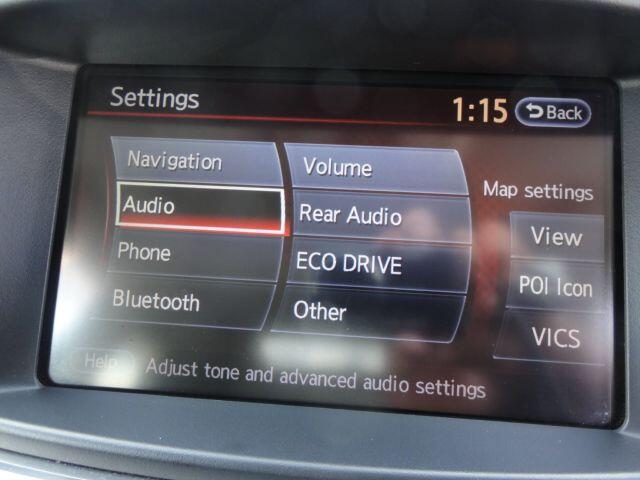 Settings
1:15
Back
Navigation
Volume
Map settings
Audio
Rear Audio
View
Phone
ECO DRIVE
POI Icon
Bluetooth
Other
VICS
Help
Adjust tone and advanced audio settings